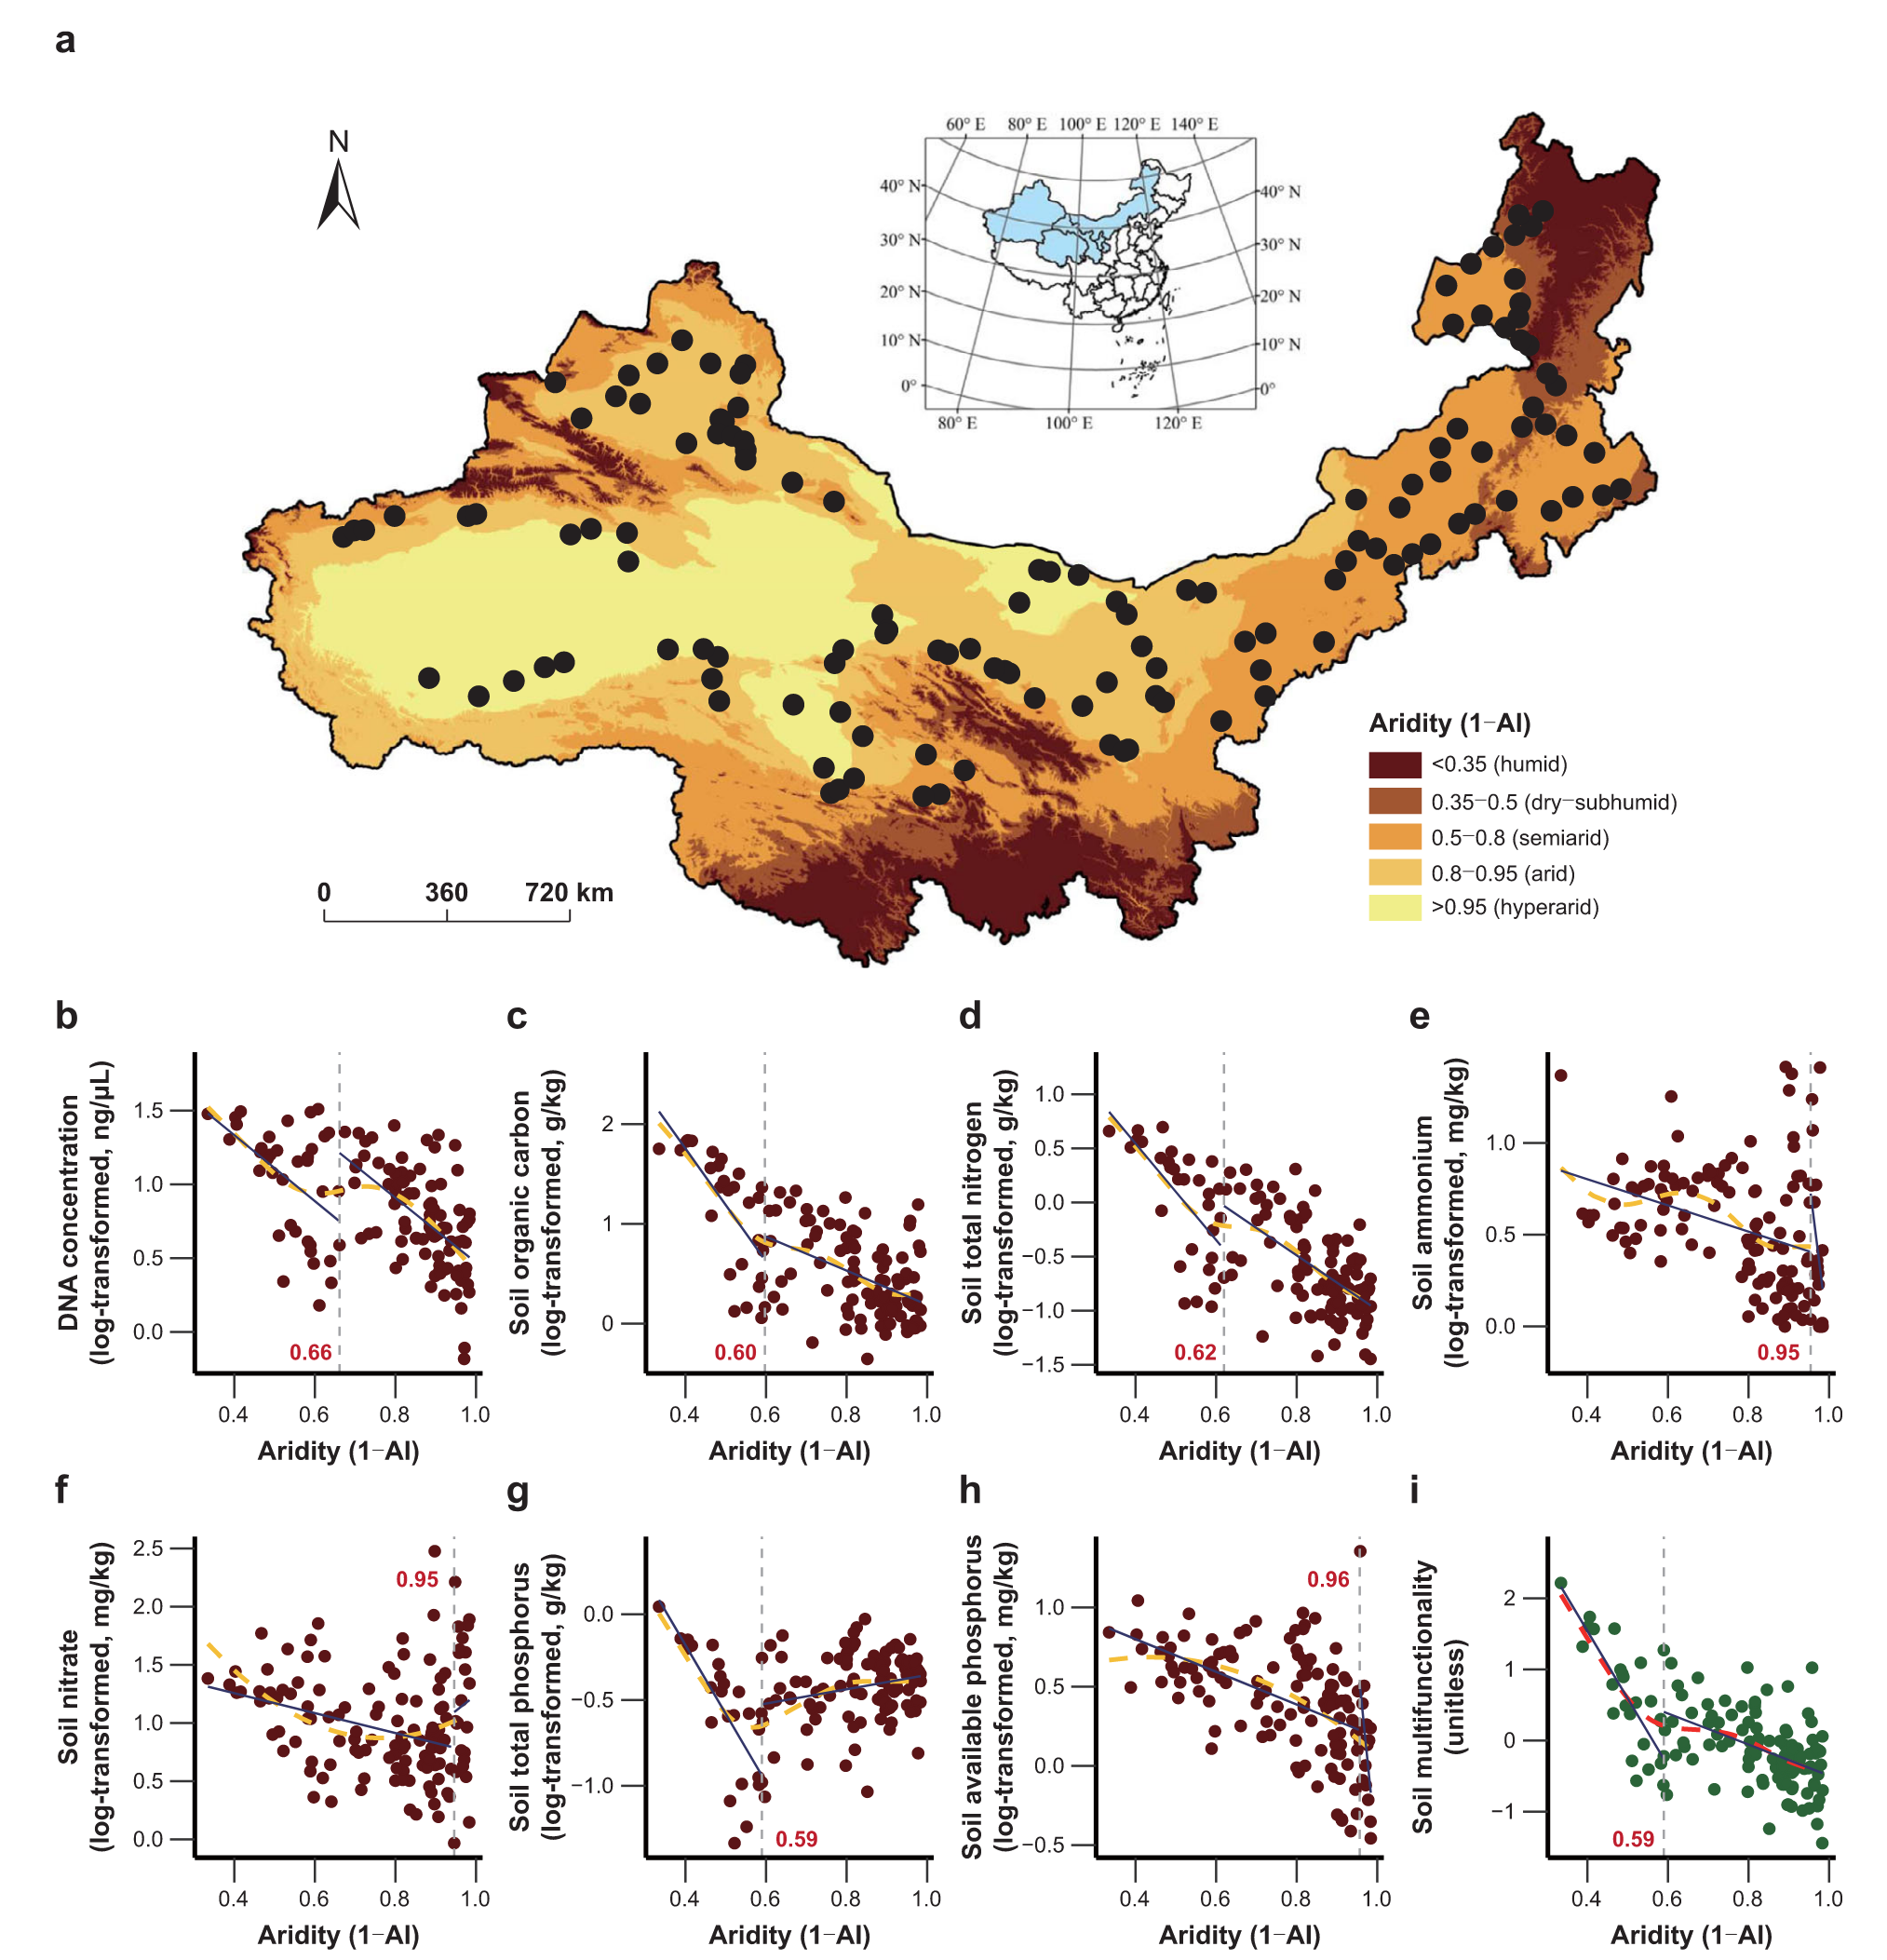 a
N
60° E 80° E 100° E 120° E 140° E
40° N
30° N
20° N
10° N
0°
40° N
30° N
20° N
10° N
0°
80° E 100° E 120° E
Aridity (1−AI)
<0.35 (humid)
0.35−0.5 (dry−subhumid)
0.5−0.8 (semiarid)
0.8−0.95 (arid)
>0.95 (hyperarid)
0 360 720 km
b
DNA concentration
(log-transformed, ng/μL)
1.5
1.0
0.5
0.0
0.66
0.4 0.6 0.8 1.0
Aridity (1−AI)
c
Soil organic carbon
(log-transformed, g/kg)
2
1
0
0.60
0.4 0.6 0.8 1.0
Aridity (1−AI)
d
Soil total nitrogen
(log-transformed, g/kg)
1.0
0.5
0.0
−0.5
−1.0
−1.5
0.62
0.4 0.6 0.8 1.0
Aridity (1−AI)
e
Soil ammonium
(log-transformed, mg/kg)
1.0
0.5
0.0
0.95
0.4 0.6 0.8 1.0
Aridity (1−AI)
f
Soil nitrate
(log-transformed, mg/kg)
2.5
2.0
1.5
1.0
0.5
0.0
0.95
0.4 0.6 0.8 1.0
Aridity (1−AI)
g
Soil total phosphorus
(log-transformed, g/kg)
0.0
−0.5
−1.0
0.59
0.4 0.6 0.8 1.0
Aridity (1−AI)
h
Soil available phosphorus
(log-transformed, mg/kg)
1.0
0.5
0.0
−0.5
0.96
0.4 0.6 0.8 1.0
Aridity (1−AI)
i
Soil multifunctionality
(unitless)
2
1
0
−1
0.59
0.4 0.6 0.8 1.0
Aridity (1−AI)